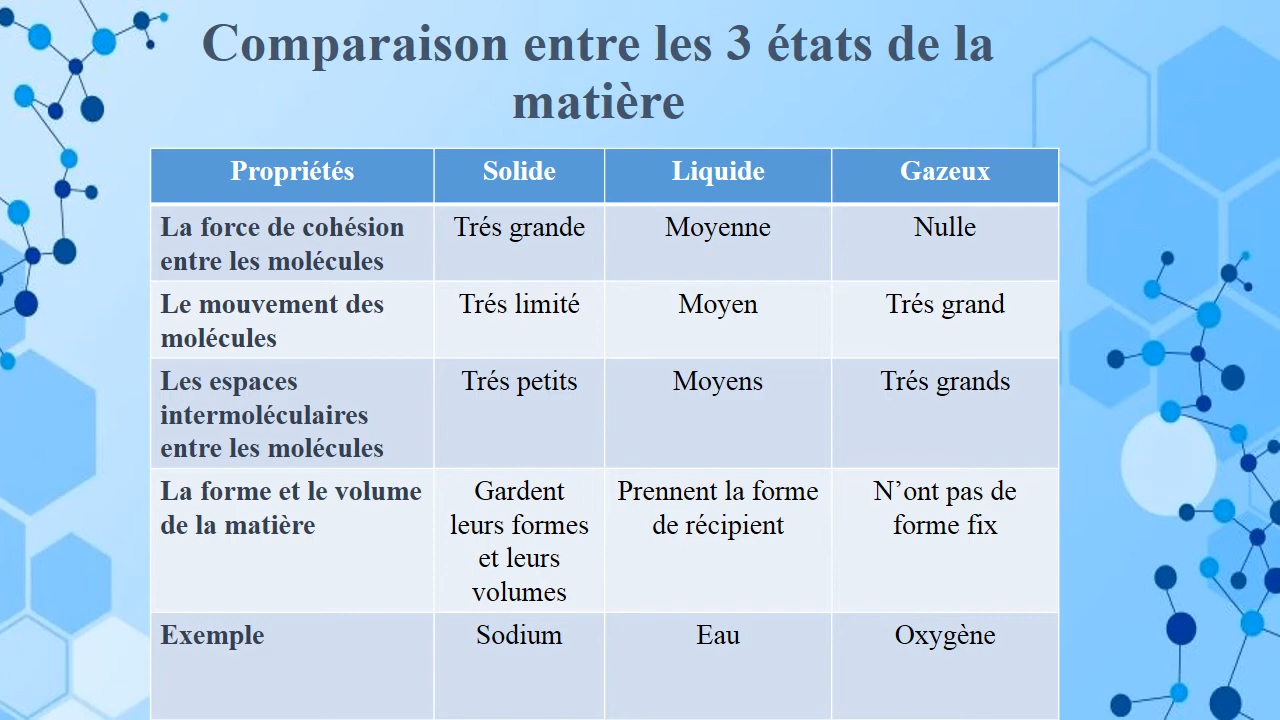 Comparaison entre les 3 états de la
matière
Propriétés Solide Liquide Gazeux
La force de cohésion Trés grande Moyenne Nulle
entre les molécules
Le mouvement des Trés limité Moyen Trés grand
molécules
Les espaces Trés petits Moyens Trés grands
intermoléculaires
entre les molécules
La forme et le volume Gardent Prennent la forme N’ont pas de
de la matière leurs formes de récipient forme fix
et leurs
volumes
Exemple Sodium Eau Oxygène